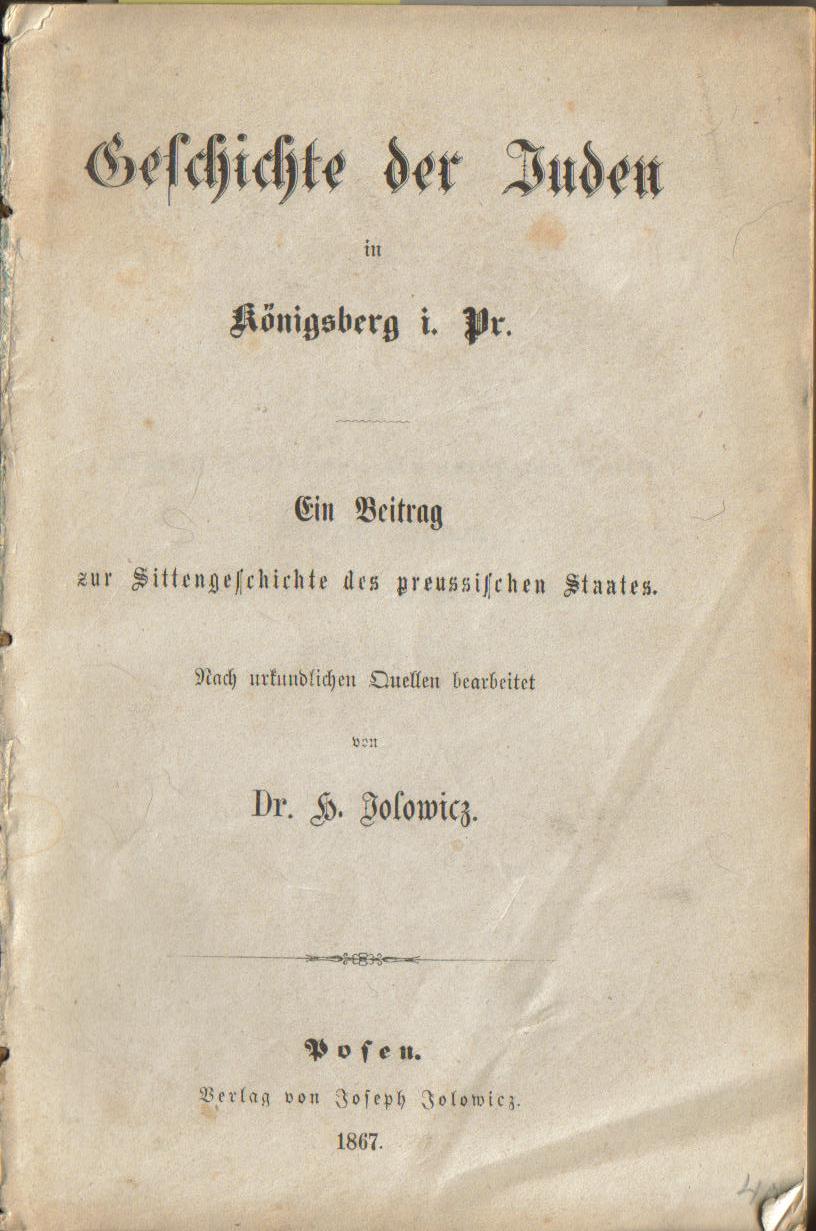 Geſchichte der Juden
in
Königsberg i. Pr.
Ein Beitrag
zur Sittengeſchichte des preussiſchen Staates.
Nach urkundlichen Quellen bearbeitet
von
Dr. H. Jolowicz.
Poſen.
Verlag von Joſeph Jolowicz.
1867.